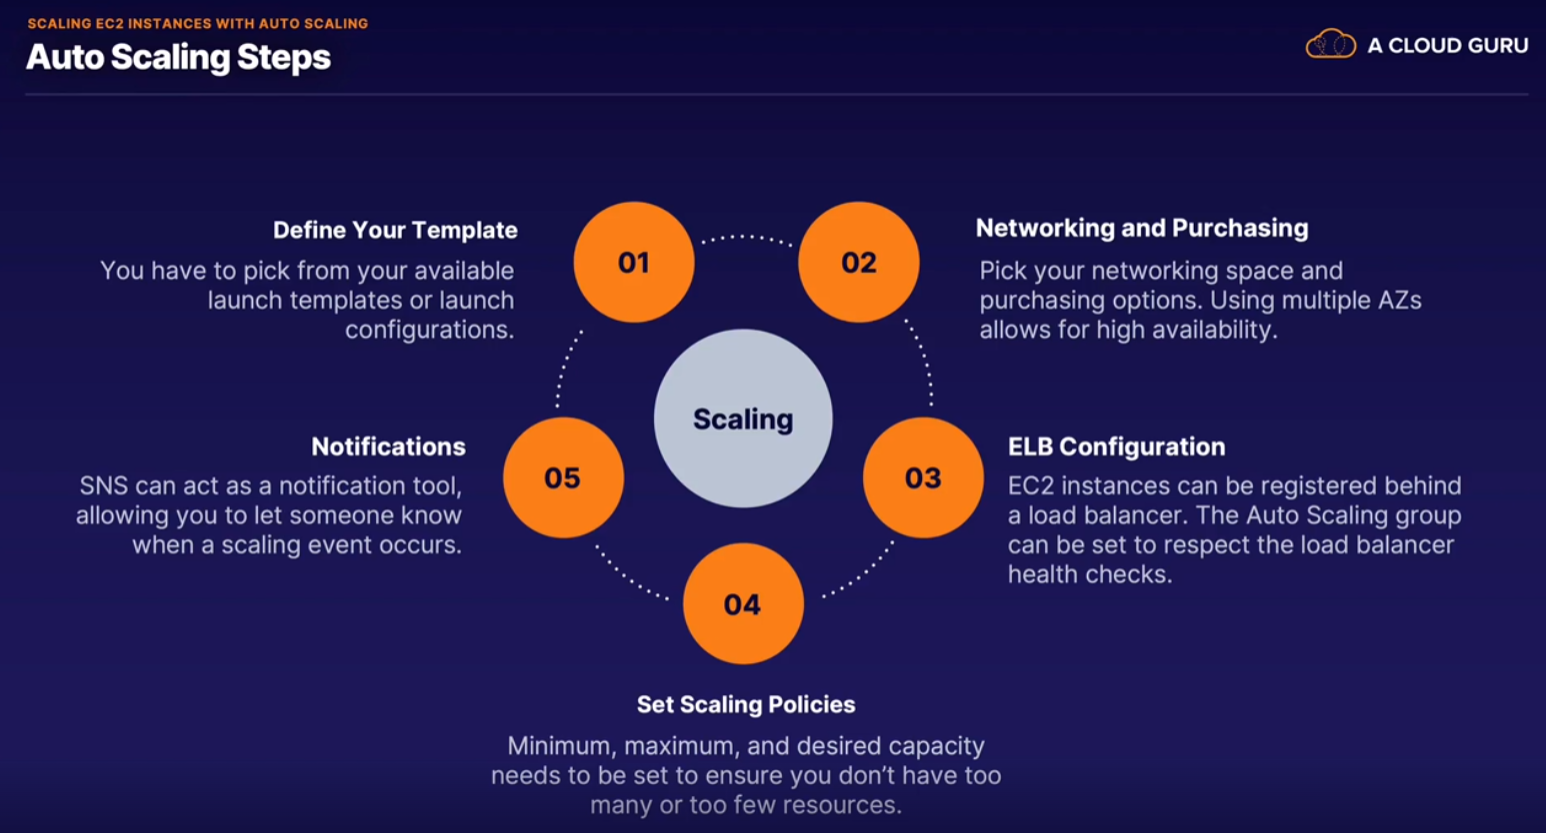 SCALING EC2 INSTANCES WITH AUTO SCALING
Auto Scaling Steps
A CLOUD GURU
01
Define Your Template
You have to pick from your available
launch templates or launch
configurations.
02
Networking and Purchasing
Pick your networking space and
purchasing options. Using multiple AZs
allows for high availability.
Scaling
03
ELB Configuration
EC2 instances can be registered behind
a load balancer. The Auto Scaling group
can be set to respect the load balancer
health checks.
04
Set Scaling Policies
Minimum, maximum, and desired capacity
needs to be set to ensure you don’t have too
many or too few resources.
05
Notifications
SNS can act as a notification tool,
allowing you to let someone know
when a scaling event occurs.